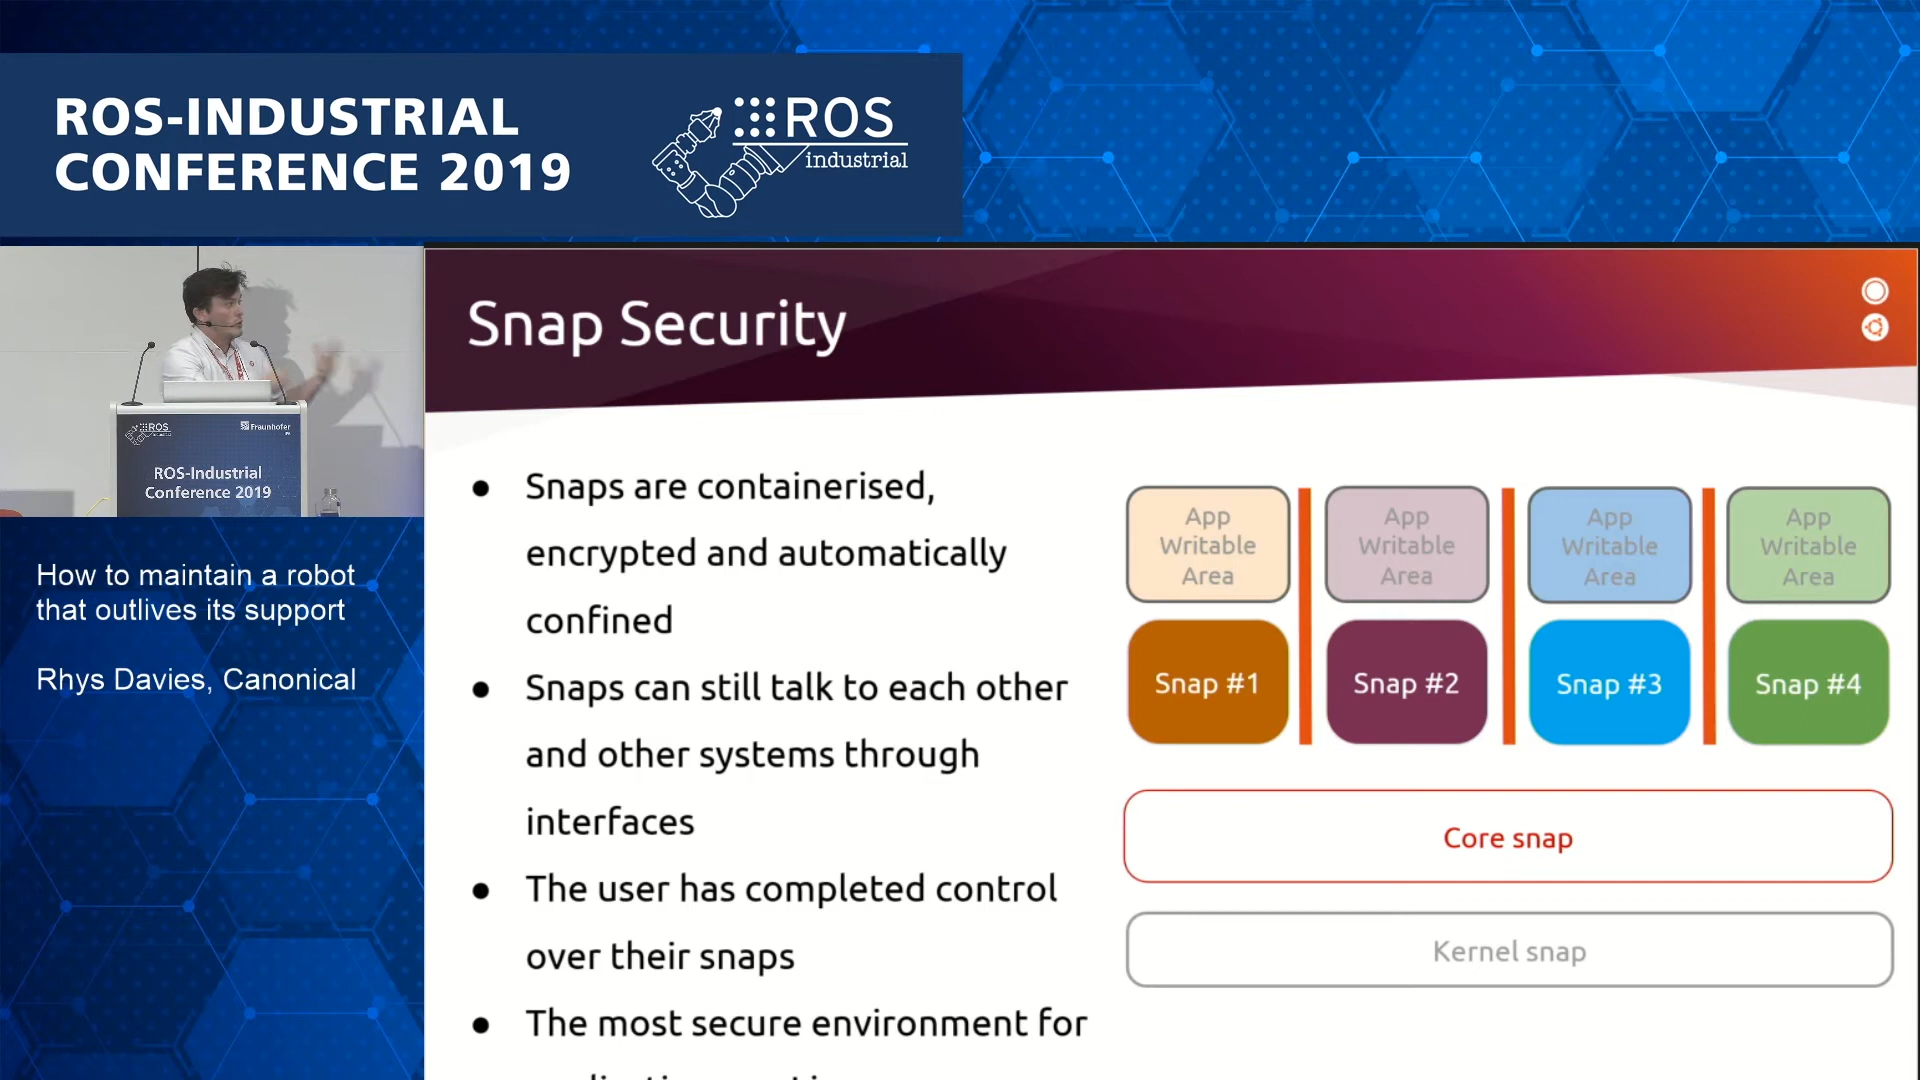 ROS-INDUSTRIAL
CONFERENCE 2019
ROS
industrial
ROS
Fraunhofer
ROS-Industrial
Conference 2019
How to maintain a robot
that outlives its support
Rhys Davies, Canonical
Snap Security
● Snaps are containerised,
encrypted and automatically
confined
● Snaps can still talk to each other
and other systems through
interfaces
● The user has completed control
over their snaps
● The most secure environment for
App
Writable
Area
App
Writable
Area
App
Writable
Area
App
Writable
Area
Snap #1
Snap #2
Snap #3
Snap #4
Core snap
Kernel snap